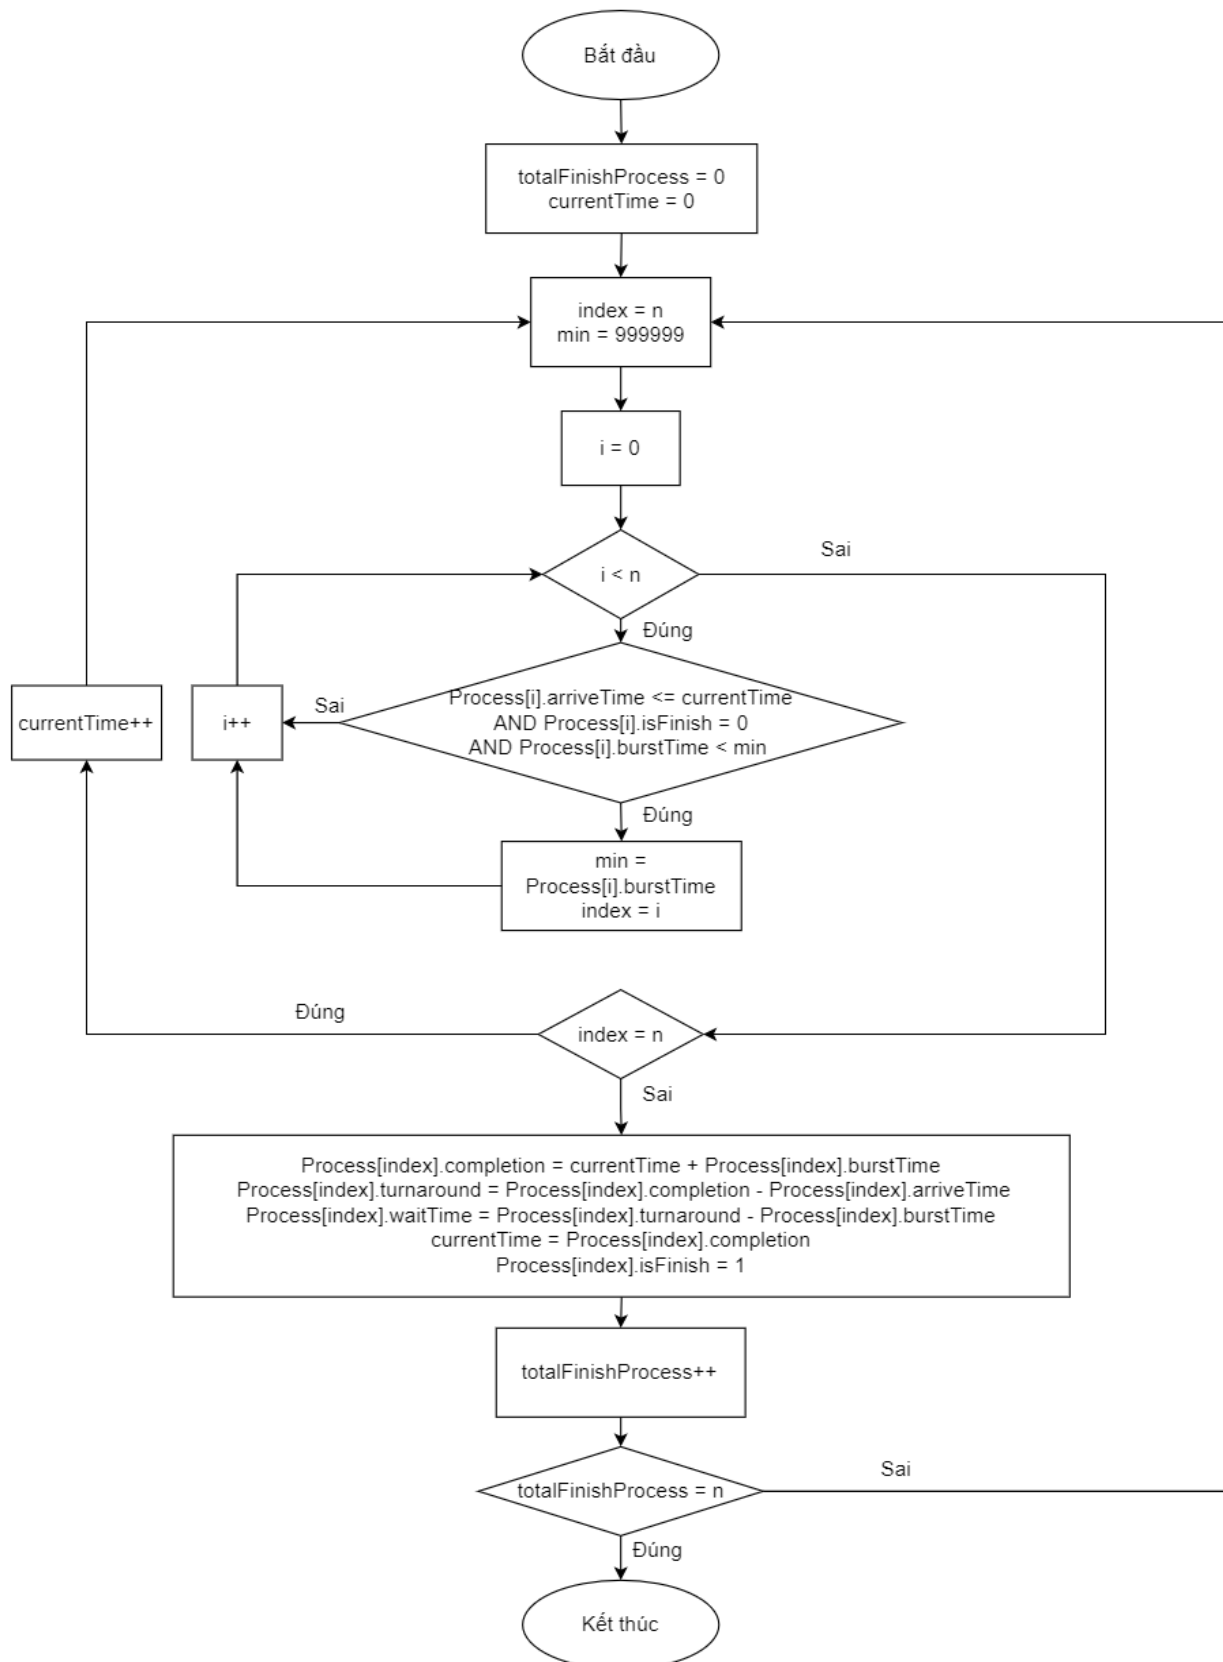 Bắt đầu
totalFinishProcess = 0
currentTime = 0
index = n
min = 999999
i = 0
i < n
Sai
Đúng
Process[i].arriveTime <= currentTime
AND Process[i].isFinish = 0
AND Process[i].burstTime < min
Sai
i++
currentTime++
Đúng
min =
Process[i].burstTime
index = i
index = n
Đúng
Sai
Process[index].completion = currentTime + Process[index].burstTime
Process[index].turnaround = Process[index].completion - Process[index].arriveTime
Process[index].waitTime = Process[index].turnaround - Process[index].burstTime
currentTime = Process[index].completion
Process[index].isFinish = 1
totalFinishProcess++
totalFinishProcess = n
Sai
Đúng
Kết thúc